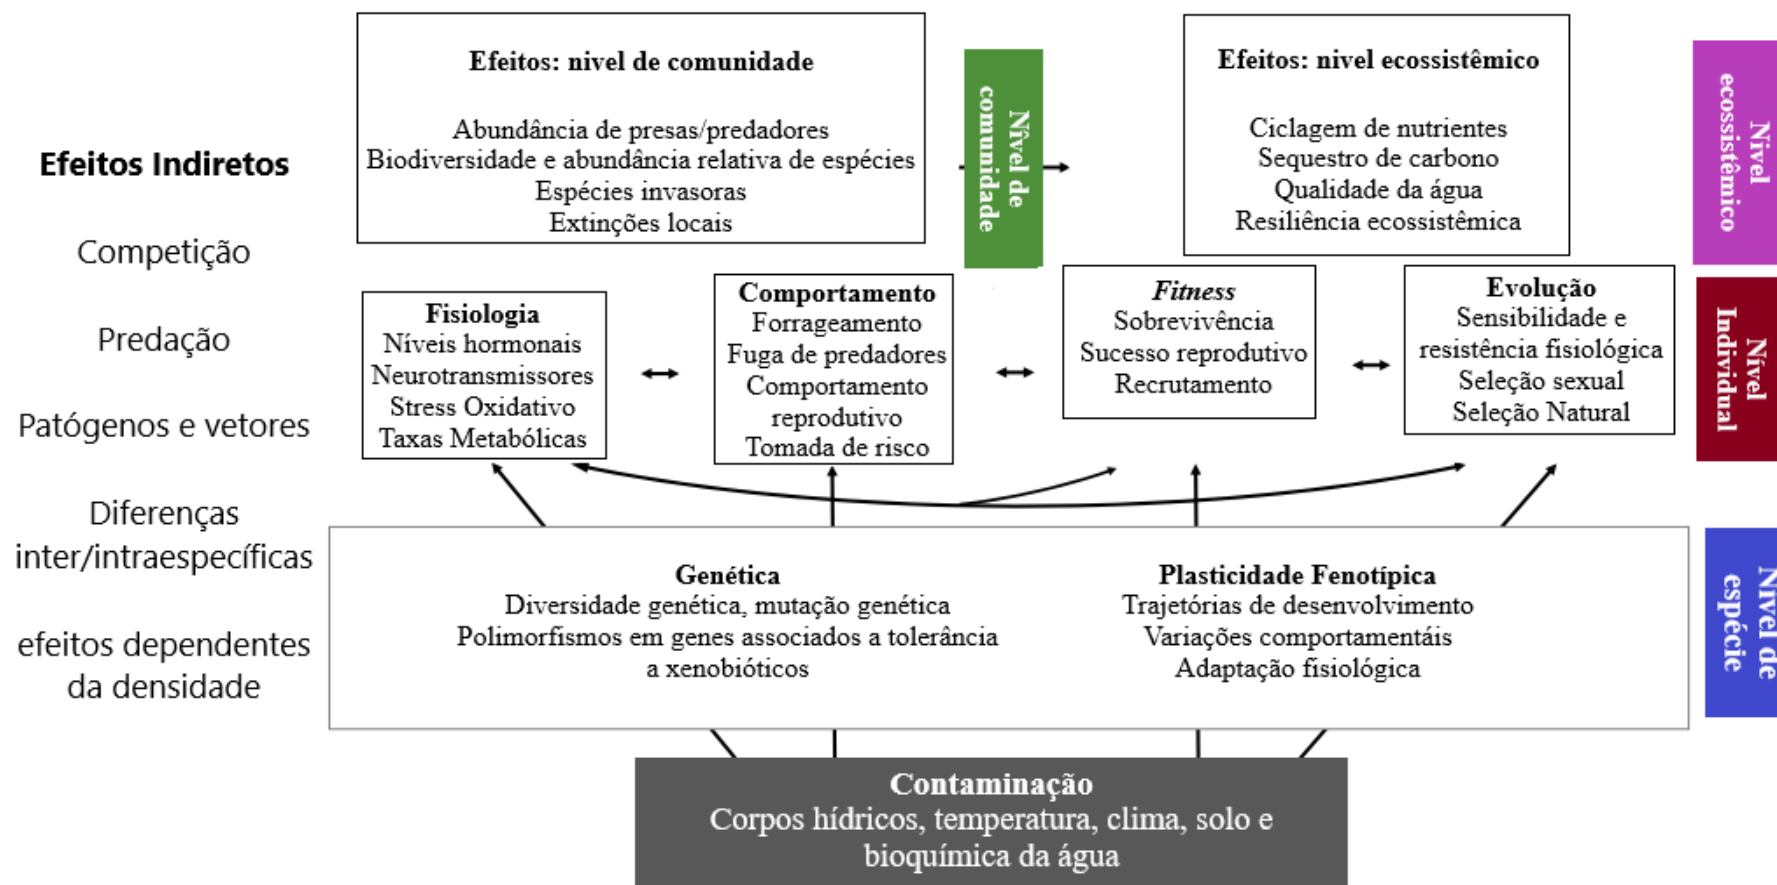 Efeitos Indiretos
Competição
Predação
Patógenos e vetores
Diferenças
inter/intraespecíficas
efeitos dependentes
da densidade
Efeitos: nivel de comunidade
Abundância de presas/predadores
Biodiversidade e abundância relativa de espécies
Espécies invasoras
Extinções locais
Nível de
comunidade
Efeitos: nivel ecossistêmico
Ciclagem de nutrientes
Sequestro de carbono
Qualidade da água
Resiliência ecossistêmica
Nivel
ecossistêmico
Fisiologia
Níveis hormonais
Neurotransmissores
Stress Oxidativo
Taxas Metabólicas
Comportamento
Forrageamento
Fuga de predadores
Comportamento
reprodutivo
Tomada de risco
Fitness
Sobrevivência
Sucesso reprodutivo
Recrutamento
Evolução
Sensibilidade e
resistência fisiológica
Seleção sexual
Seleção Natural
Nível
Individual
Genética
Diversidade genética, mutação genética
Polimorfismos em genes associados a tolerância
a xenobióticos
Plasticidade Fenotípica
Trajetórias de desenvolvimento
Variações comportamentáis
Adaptação fisiológica
Nível de
espécie
Contaminação
Corpos hídricos, temperatura, clima, solo e
bioquímica da água